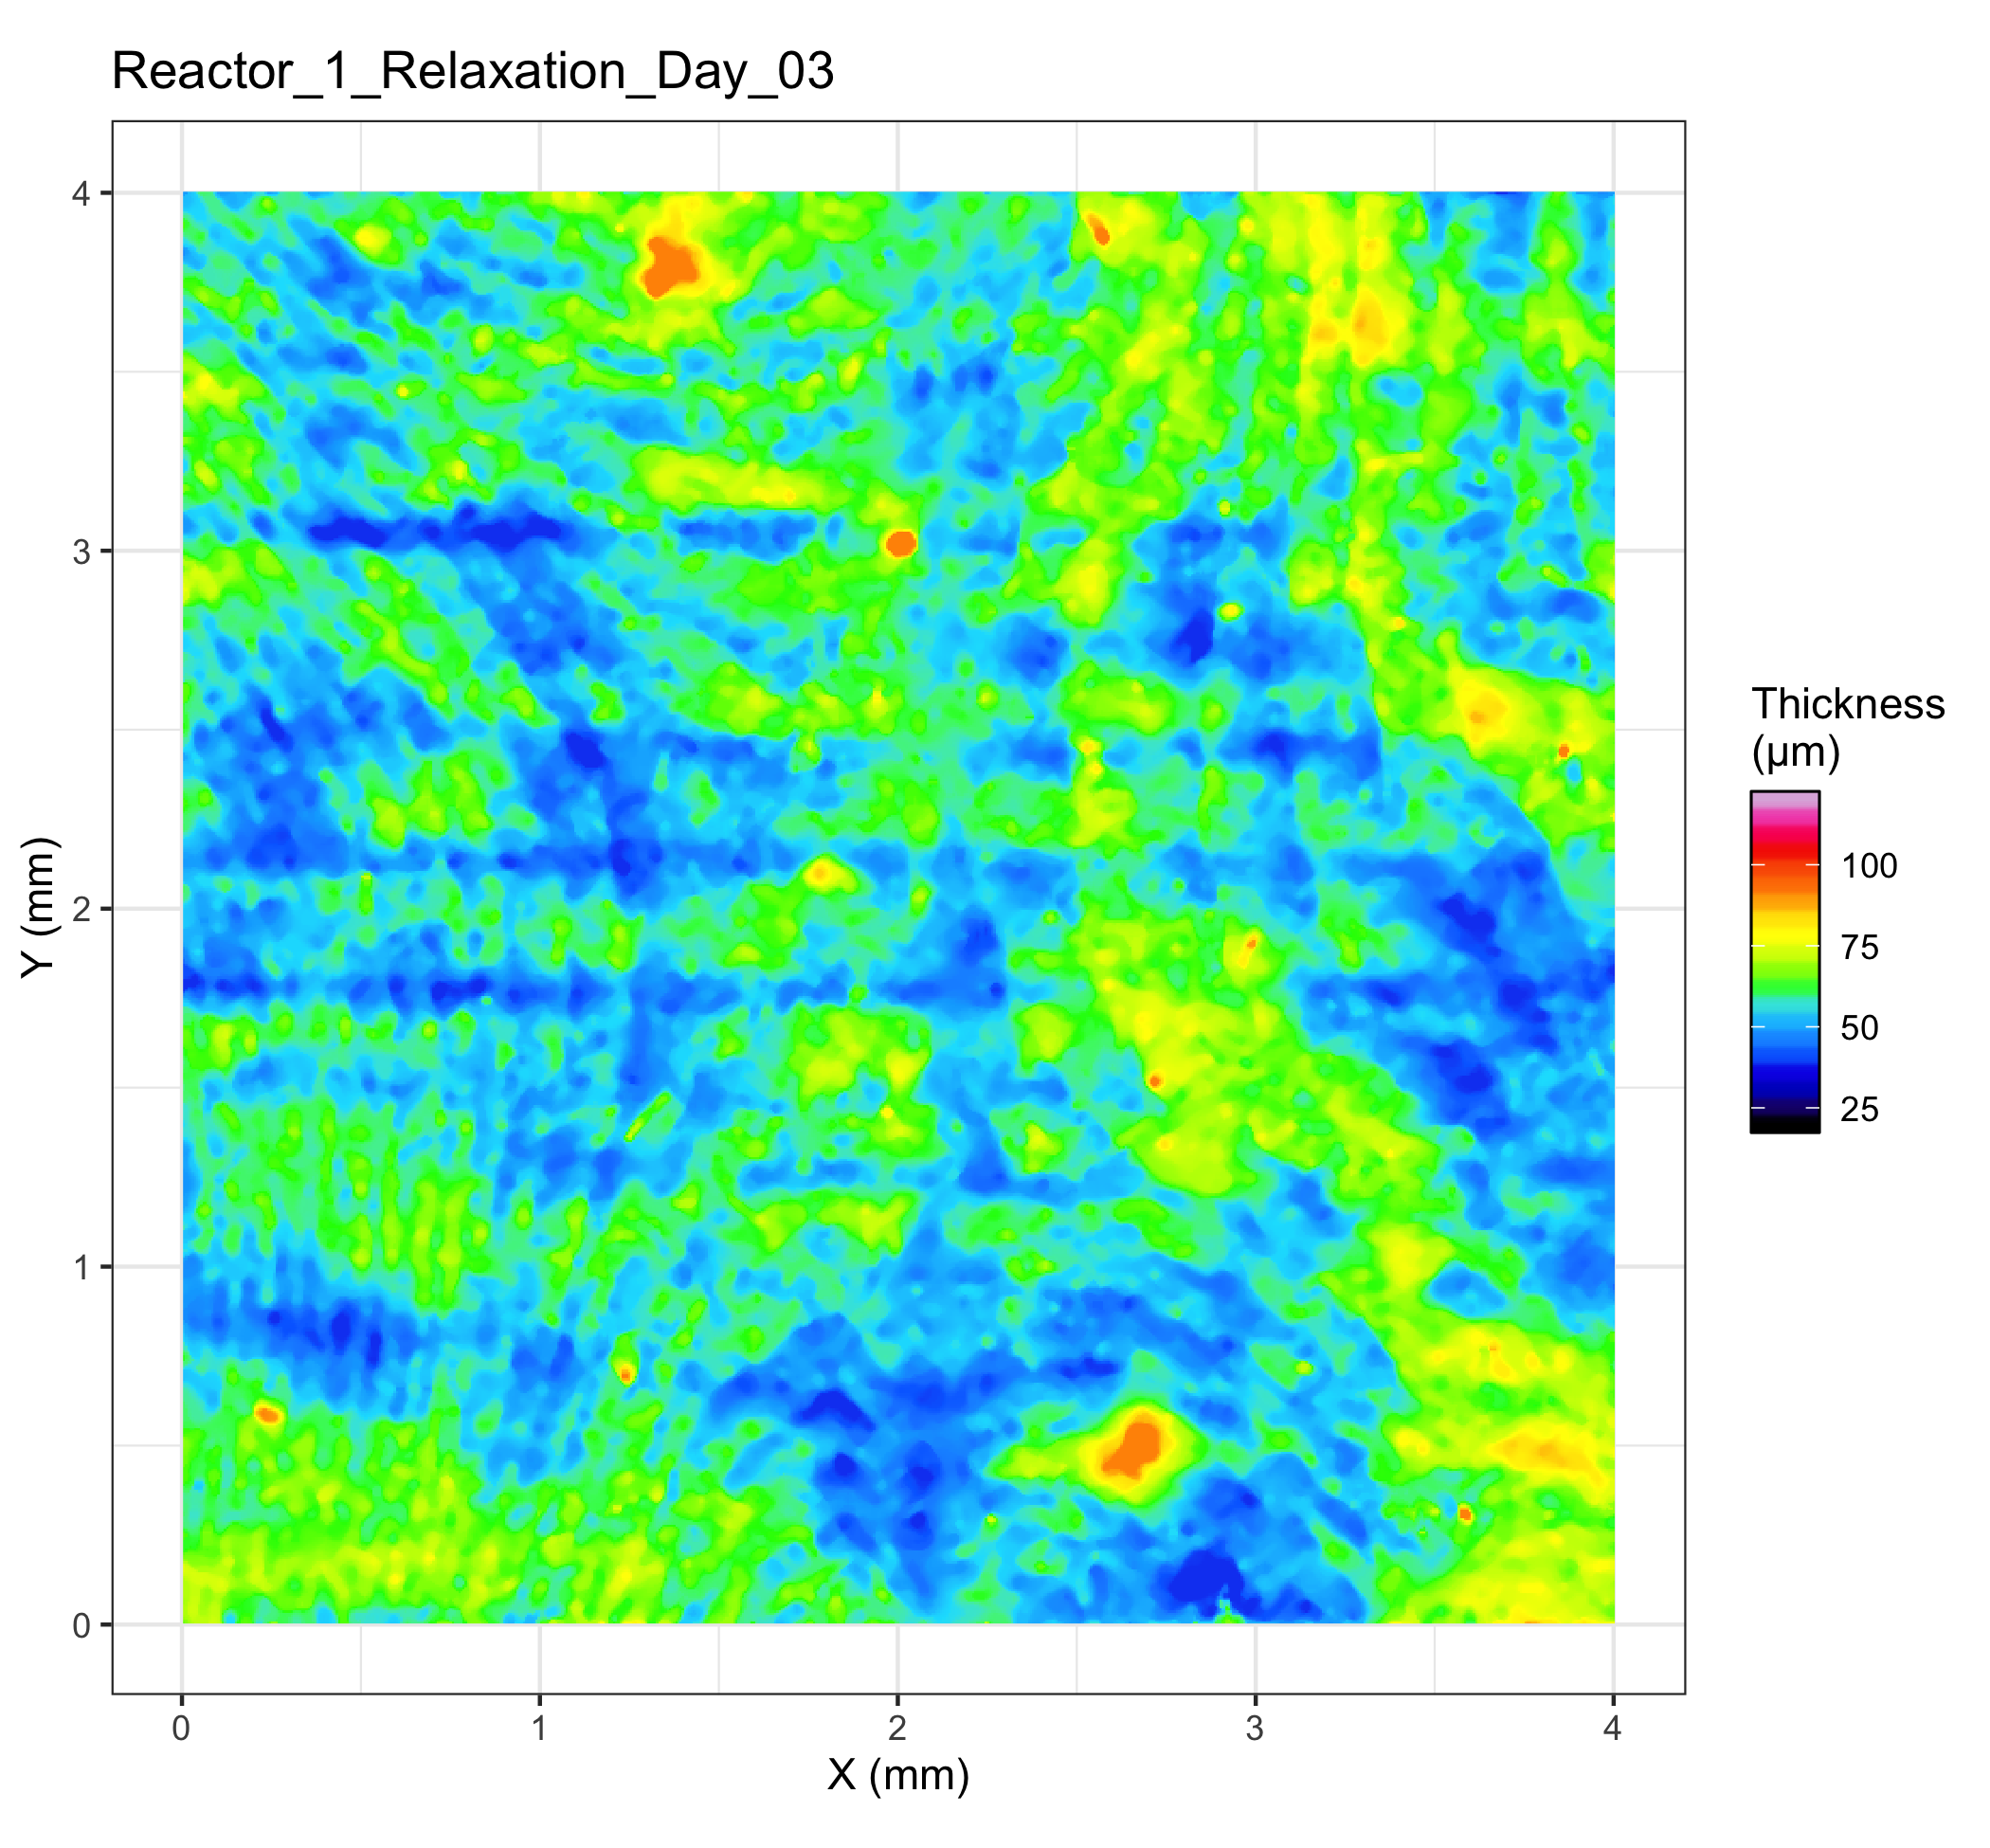 Reactor_1_Relaxation_Day_03
4
3
2
1
0
Y (mm)
0 1 2 3 4
X (mm)
Thickness
(µm)
100
75
50
25